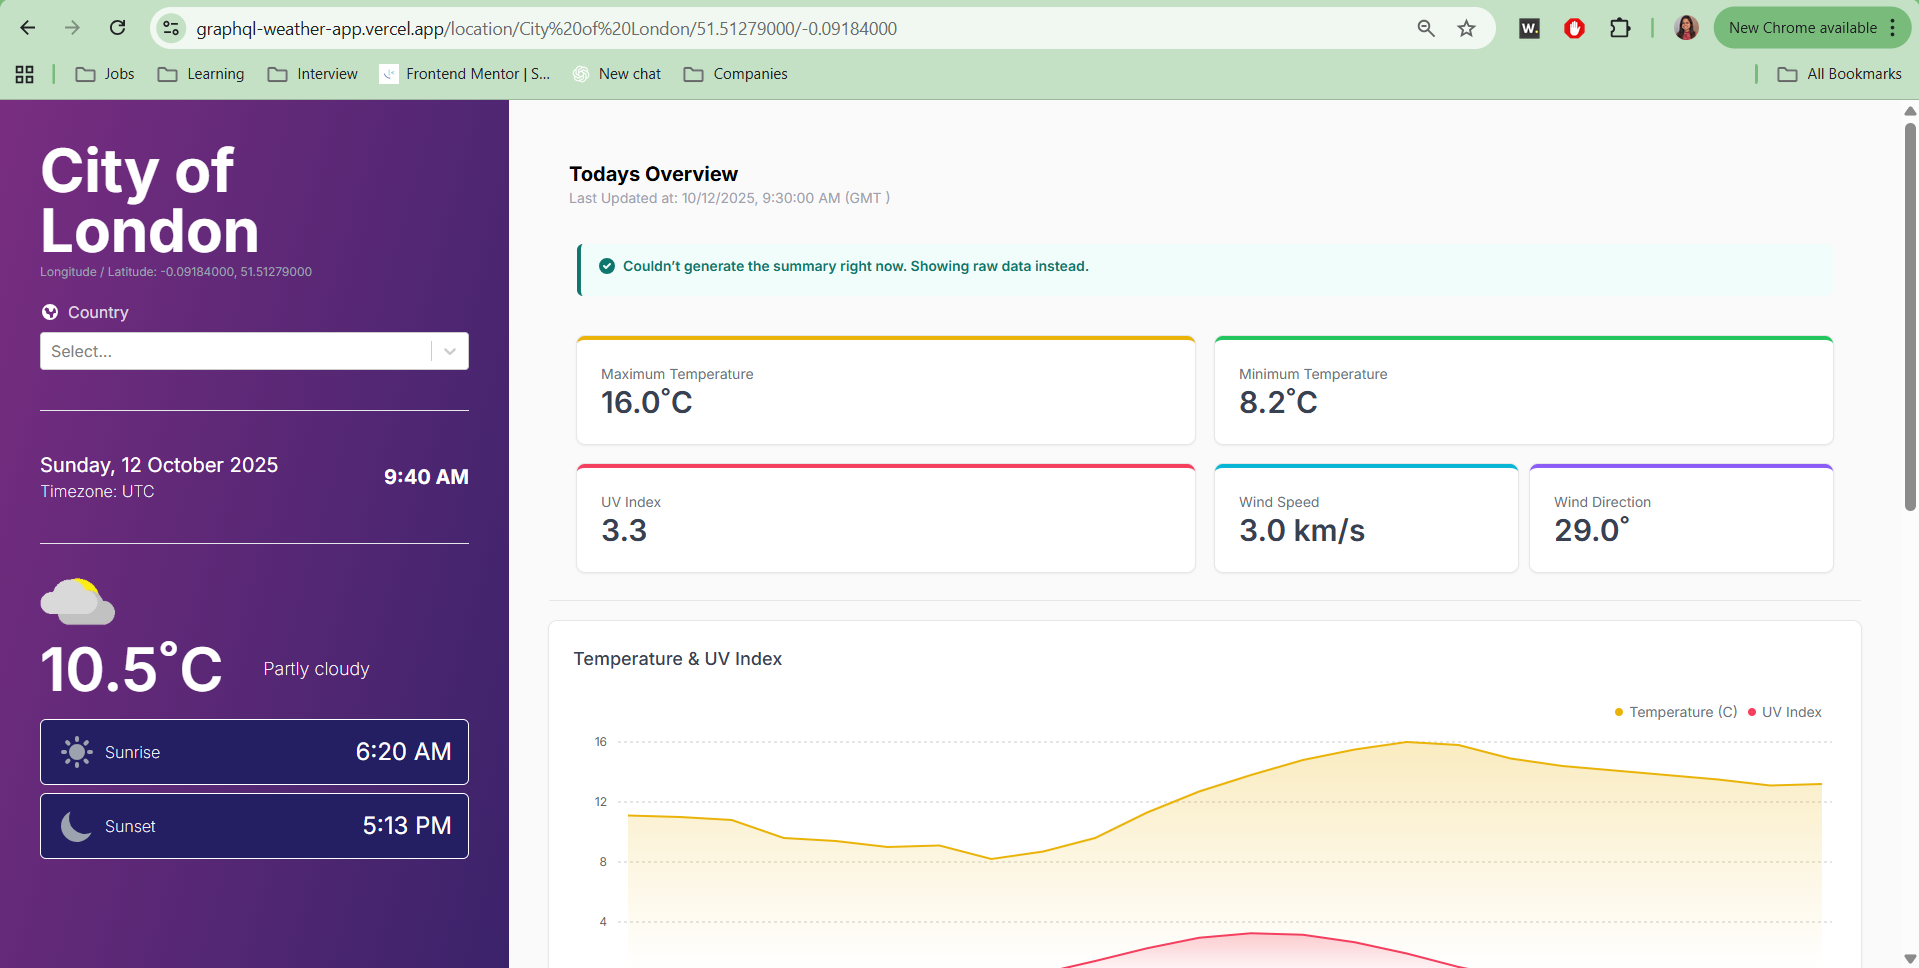 graphql-weather-app.vercel.app/location/City%20of%20London/51.51279000/-0.09184000
W.
New Chrome available
Jobs
Learning
Interview
Frontend Mentor | S...
New chat
Companies
All Bookmarks
City of
London
Longitude / Latitude: -0.09184000, 51.51279000
Country
Select...
Sunday, 12 October 2025
Timezone: UTC
9:40 AM
10.5°C
Partly cloudy
Sunrise
6:20 AM
Sunset
5:13 PM
Todays Overview
Last Updated at: 10/12/2025, 9:30:00 AM (GMT )
Couldn’t generate the summary right now. Showing raw data instead.
Maximum Temperature
16.0°C
Minimum Temperature
8.2°C
UV Index
3.3
Wind Speed
3.0 km/s
Wind Direction
29.0°
Temperature & UV Index
Temperature (C)
UV Index
16
12
8
4